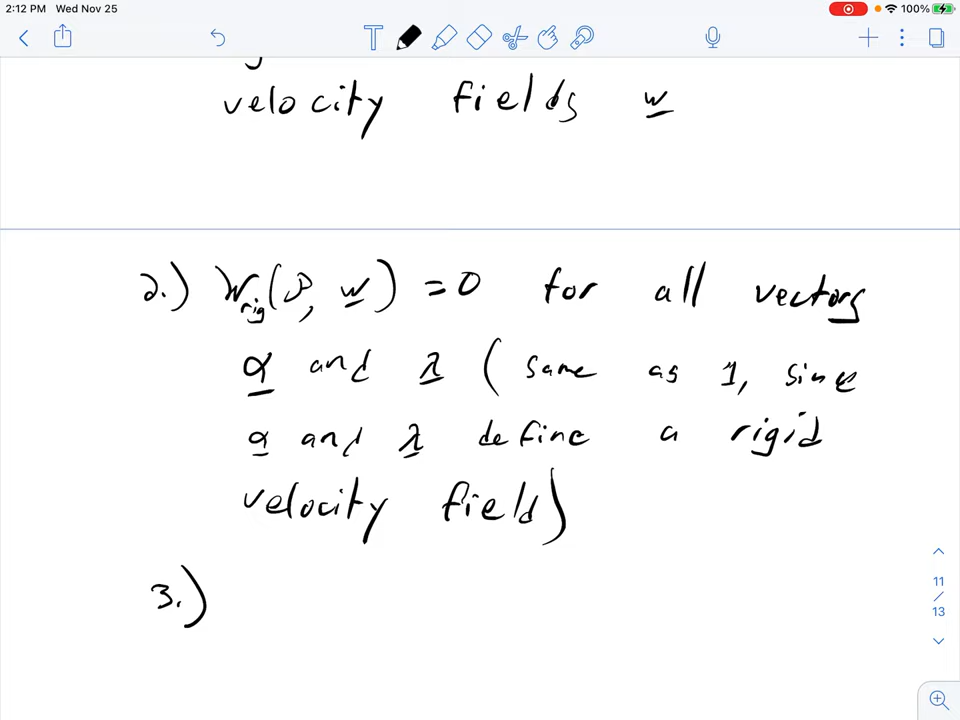 2:12 PM Wed Nov 25
100%
T
velocity fields w
2.) W_rig(P, w) = 0 for all vectors
α and λ (same as 1, since
α and λ define a rigid
velocity field)
3.)
11
/
13